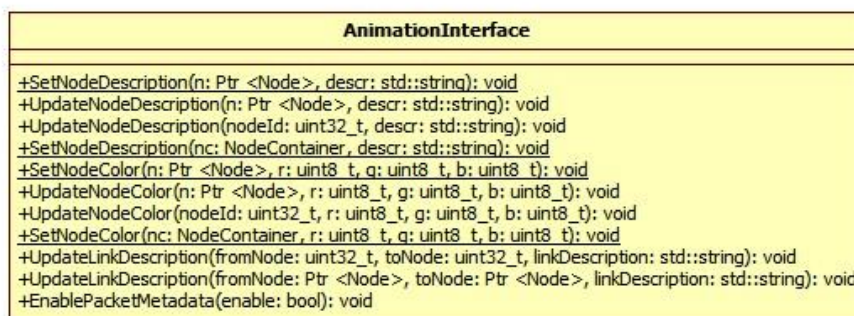 AnimationInterface
+SetNodeDescription(n: Ptr <Node>, descr: std::string): void
+UpdateNodeDescription(n: Ptr <Node>, descr: std::string): void
+UpdateNodeDescription(nodeId: uint32_t, descr: std::string): void
+SetNodeDescription(nc: NodeContainer, descr: std::string): void
+SetNodeColor(n: Ptr <Node>, r: uint8_t, g: uint8_t, b: uint8_t): void
+UpdateNodeColor(n: Ptr <Node>, r: uint8_t, g: uint8_t, b: uint8_t): void
+UpdateNodeColor(nodeId: uint32_t, r: uint8_t, g: uint8_t, b: uint8_t): void
+SetNodeColor(nc: NodeContainer, r: uint8_t, g: uint8_t, b: uint8_t): void
+UpdateLinkDescription(fromNode: uint32_t, toNode: uint32_t, linkDescription: std::string): void
+UpdateLinkDescription(fromNode: Ptr <Node>, toNode: Ptr <Node>, linkDescription: std::string): void
+EnablePacketMetadata(enable: bool): void